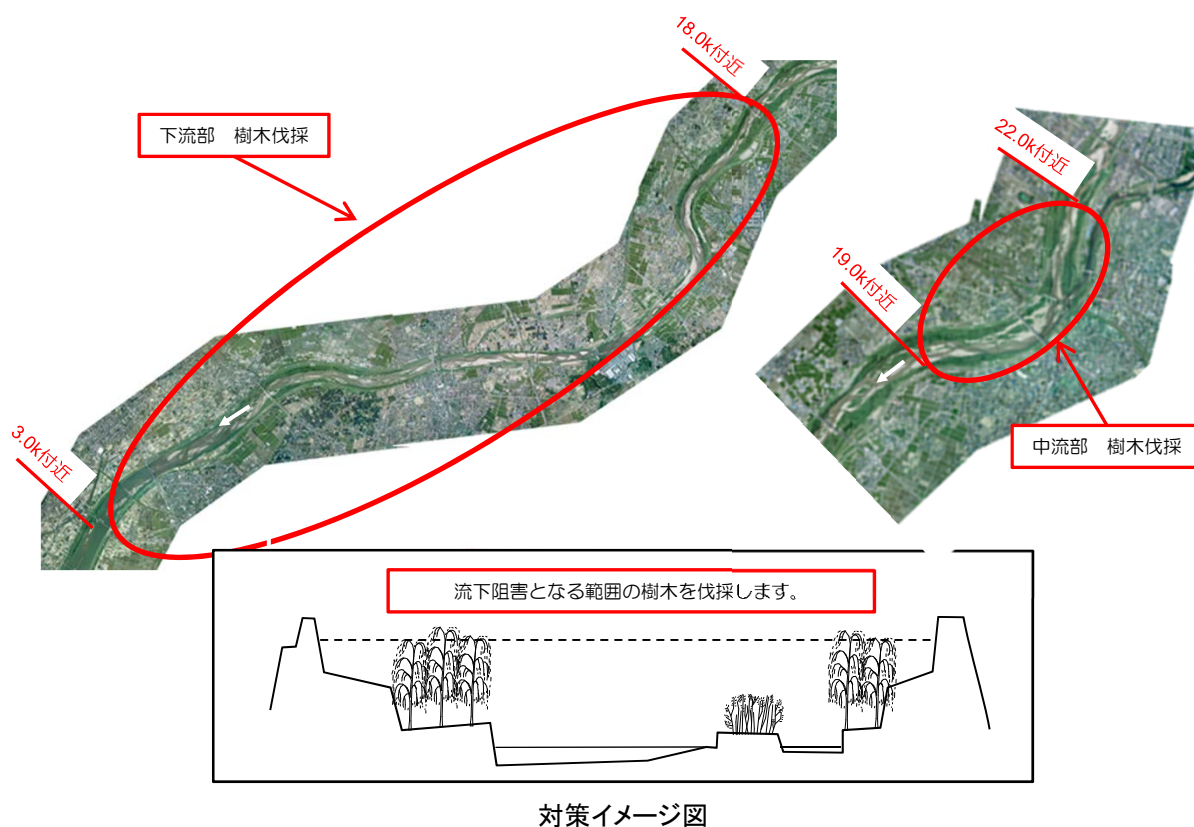 18.0k付近
下流部　樹木伐採
22.0k付近
19.0k付近
3.0k付近
中流部　樹木伐採
流下阻害となる範囲の樹木を伐採します。
対策イメージ図